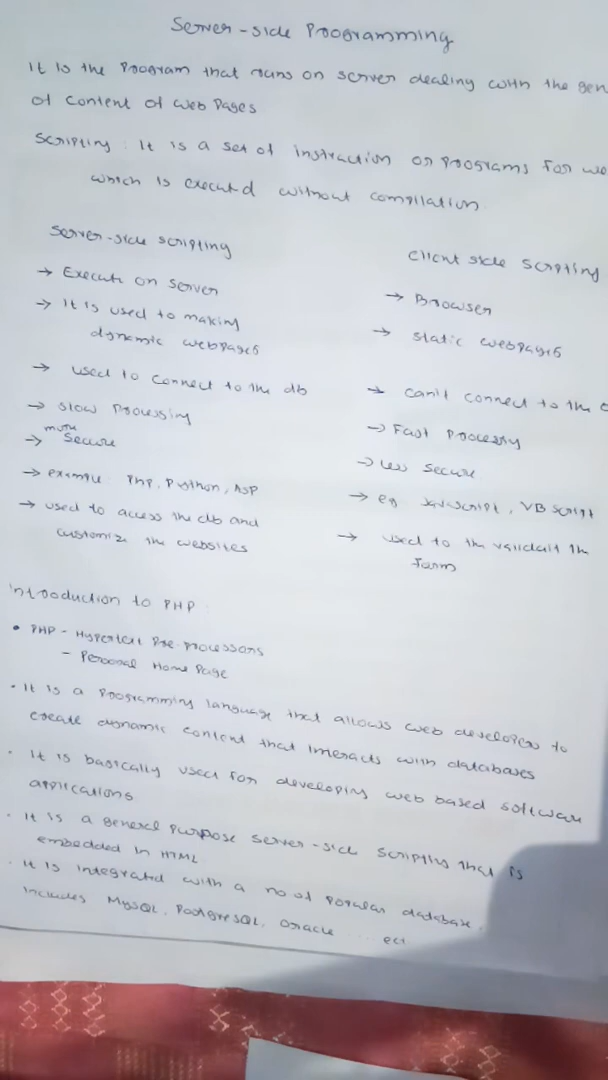 Server-side Programming
It is the Program that runs on server dealing with the gen
of content of web Pages
Scripting : It is a set of instraction or programs for we
which is executd without compilation
Server-side scripting
→ Execute on server
→ It is used to making
dynamic webpages
→ used to connect to the db
→ slow Processing
more
→ Secure
→ example : PHP, Python, ASP
→ used to access the db and
customize the websites
Client side scripting
→ Browser
→ static webpages
→ can't connect to the
→ Fast Processing
→ less secure
→ eg Javascript, VB script
→ used to the validait the
Form
Introduction to PHP
• PHP - Hypertext Pre-processors
- Personal Home Page
• It is a Programming language that allows web developers to
create dynamic content that interacts with databases
• It is basically used for developing web based software
applications
• It is a general purpose server-side scripting that is
embedded in HTML
• It is integrated with a no of popular database.
includes MySQL, PostgreSQL, Oracle ... ect